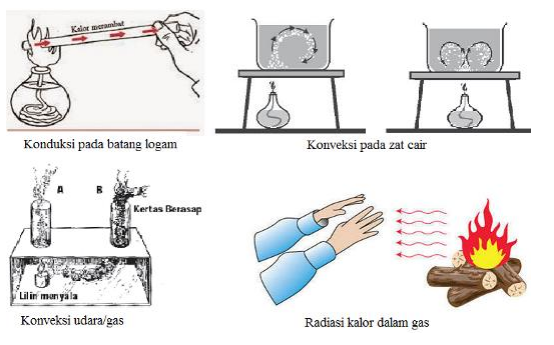 Kalor merambat
Konduksi pada batang logam
Konveksi pada zat cair
A
B
Kertas Berasap
Lilin menyala
Konveksi udara/gas
Radiasi kalor dalam gas